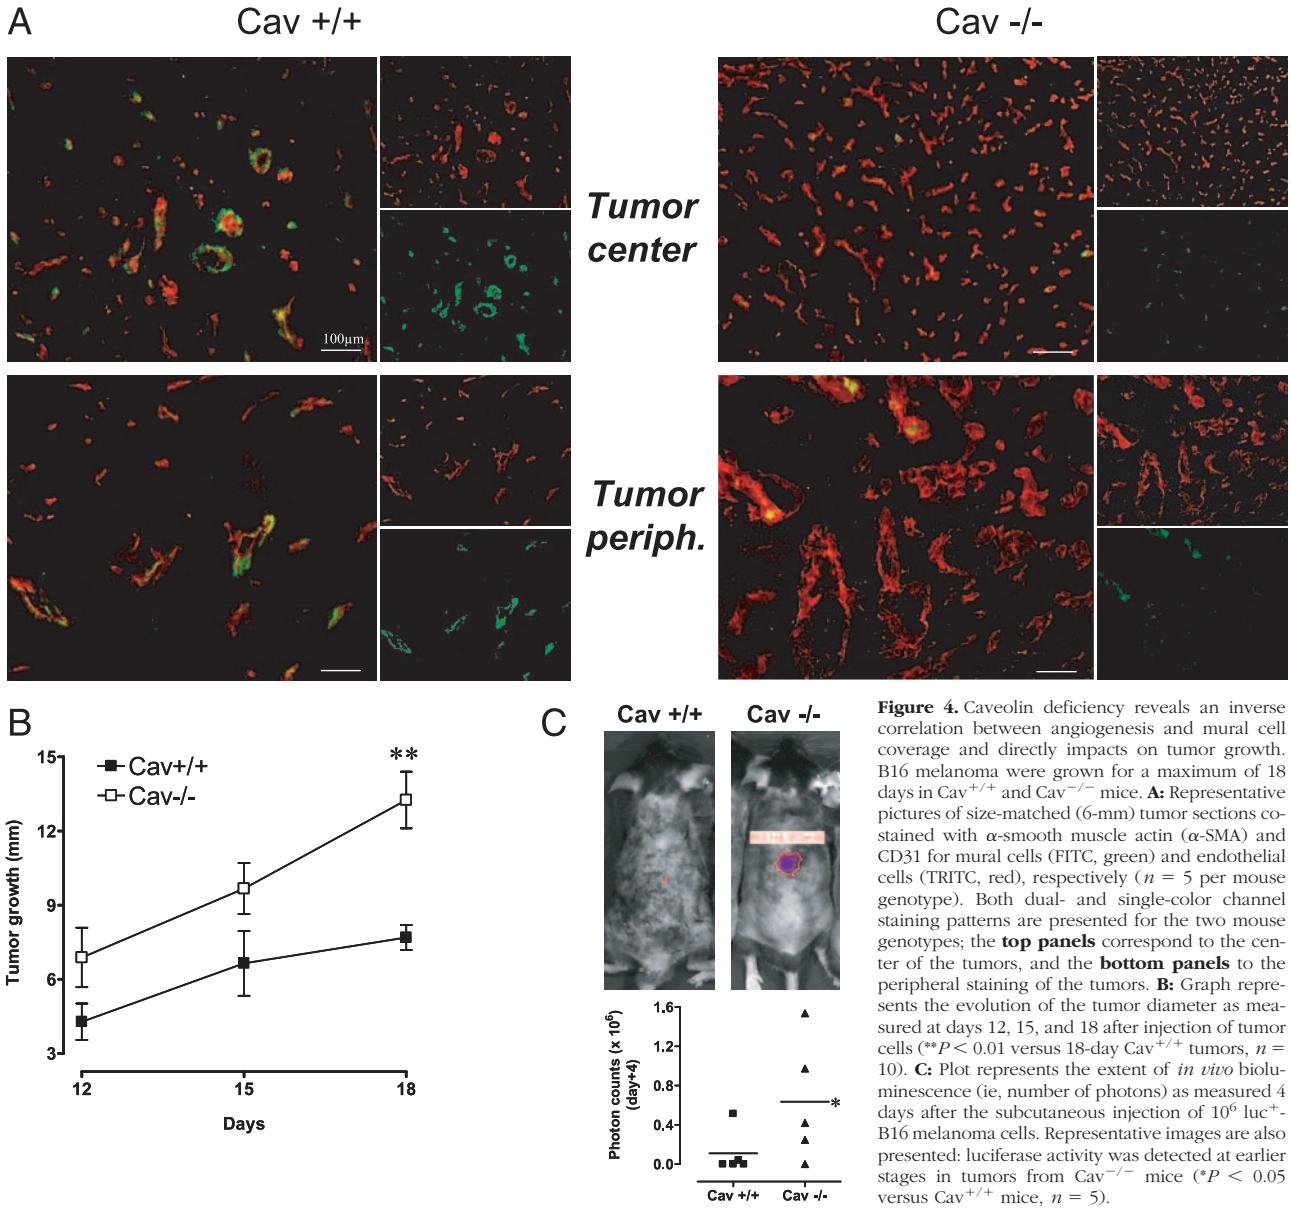 A
Cav +/+
Cav -/-
100µm
Tumor
center
Tumor
periph.
B
Tumor growth (mm)
15
12
9
6
3
Cav+/+
Cav-/-
**
12
15
18
Days
C
Cav +/+
Cav -/-
Photon counts (x 10⁶)
(day+4)
1.6
1.2
0.8
0.4
0.0
*
Cav +/+
Cav -/-
Figure 4. Caveolin deficiency reveals an inverse
correlation between angiogenesis and mural cell
coverage and directly impacts on tumor growth.
B16 melanoma were grown for a maximum of 18
days in Cav⁺/⁺ and Cav⁻/⁻ mice. A: Representative
pictures of size-matched (6-mm) tumor sections co-
stained with α-smooth muscle actin (α-SMA) and
CD31 for mural cells (FITC, green) and endothelial
cells (TRITC, red), respectively (n = 5 per mouse
genotype). Both dual- and single-color channel
staining patterns are presented for the two mouse
genotypes; the top panels correspond to the cen-
ter of the tumors, and the bottom panels to the
peripheral staining of the tumors. B: Graph repre-
sents the evolution of the tumor diameter as mea-
sured at days 12, 15, and 18 after injection of tumor
cells (**P < 0.01 versus 18-day Cav⁺/⁺ tumors, n =
10). C: Plot represents the extent of in vivo biolu-
minescence (ie, number of photons) as measured 4
days after the subcutaneous injection of 10⁶ luc⁺-
B16 melanoma cells. Representative images are also
presented: luciferase activity was detected at earlier
stages in tumors from Cav⁻/⁻ mice (*P < 0.05
versus Cav⁺/⁺ mice, n = 5).